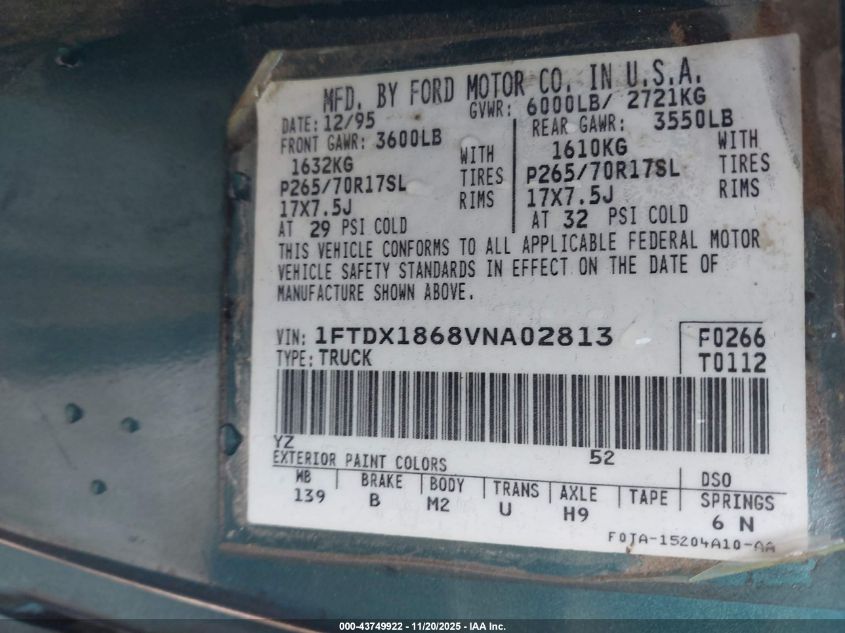 MFD. BY FORD MOTOR CO. IN U.S.A.
DATE: 12/95 GVWR: 6000LB/ 2721KG
FRONT GAWR: 3600LB REAR GAWR: 3550LB
1632KG WITH 1610KG WITH
P265/70R17SL TIRES P265/70R17SL TIRES
17X7.5J RIMS 17X7.5J RIMS
AT 29 PSI COLD AT 32 PSI COLD
THIS VEHICLE CONFORMS TO ALL APPLICABLE FEDERAL MOTOR
VEHICLE SAFETY STANDARDS IN EFFECT ON THE DATE OF
MANUFACTURE SHOWN ABOVE.
VIN: 1FTDX1868VNA02813 F0266
TYPE: TRUCK T0112
YZ 52
EXTERIOR PAINT COLORS DSO
WB BRAKE BODY TRANS AXLE TAPE SPRINGS
139 B M2 U H9 6 N
F0TA-15204A10-AA
000-43749922 - 11/20/2025 - IAA Inc.